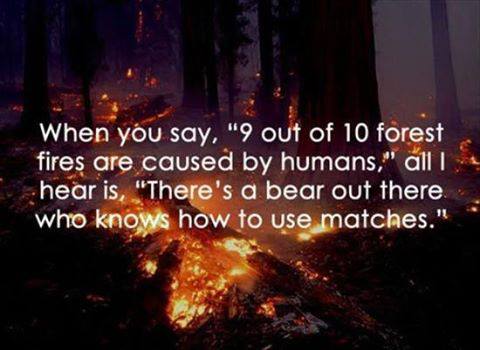 When you say, “9 out of 10 forest
fires are caused by humans,” all I
hear is, “There’s a bear out there
who knows how to use matches.”